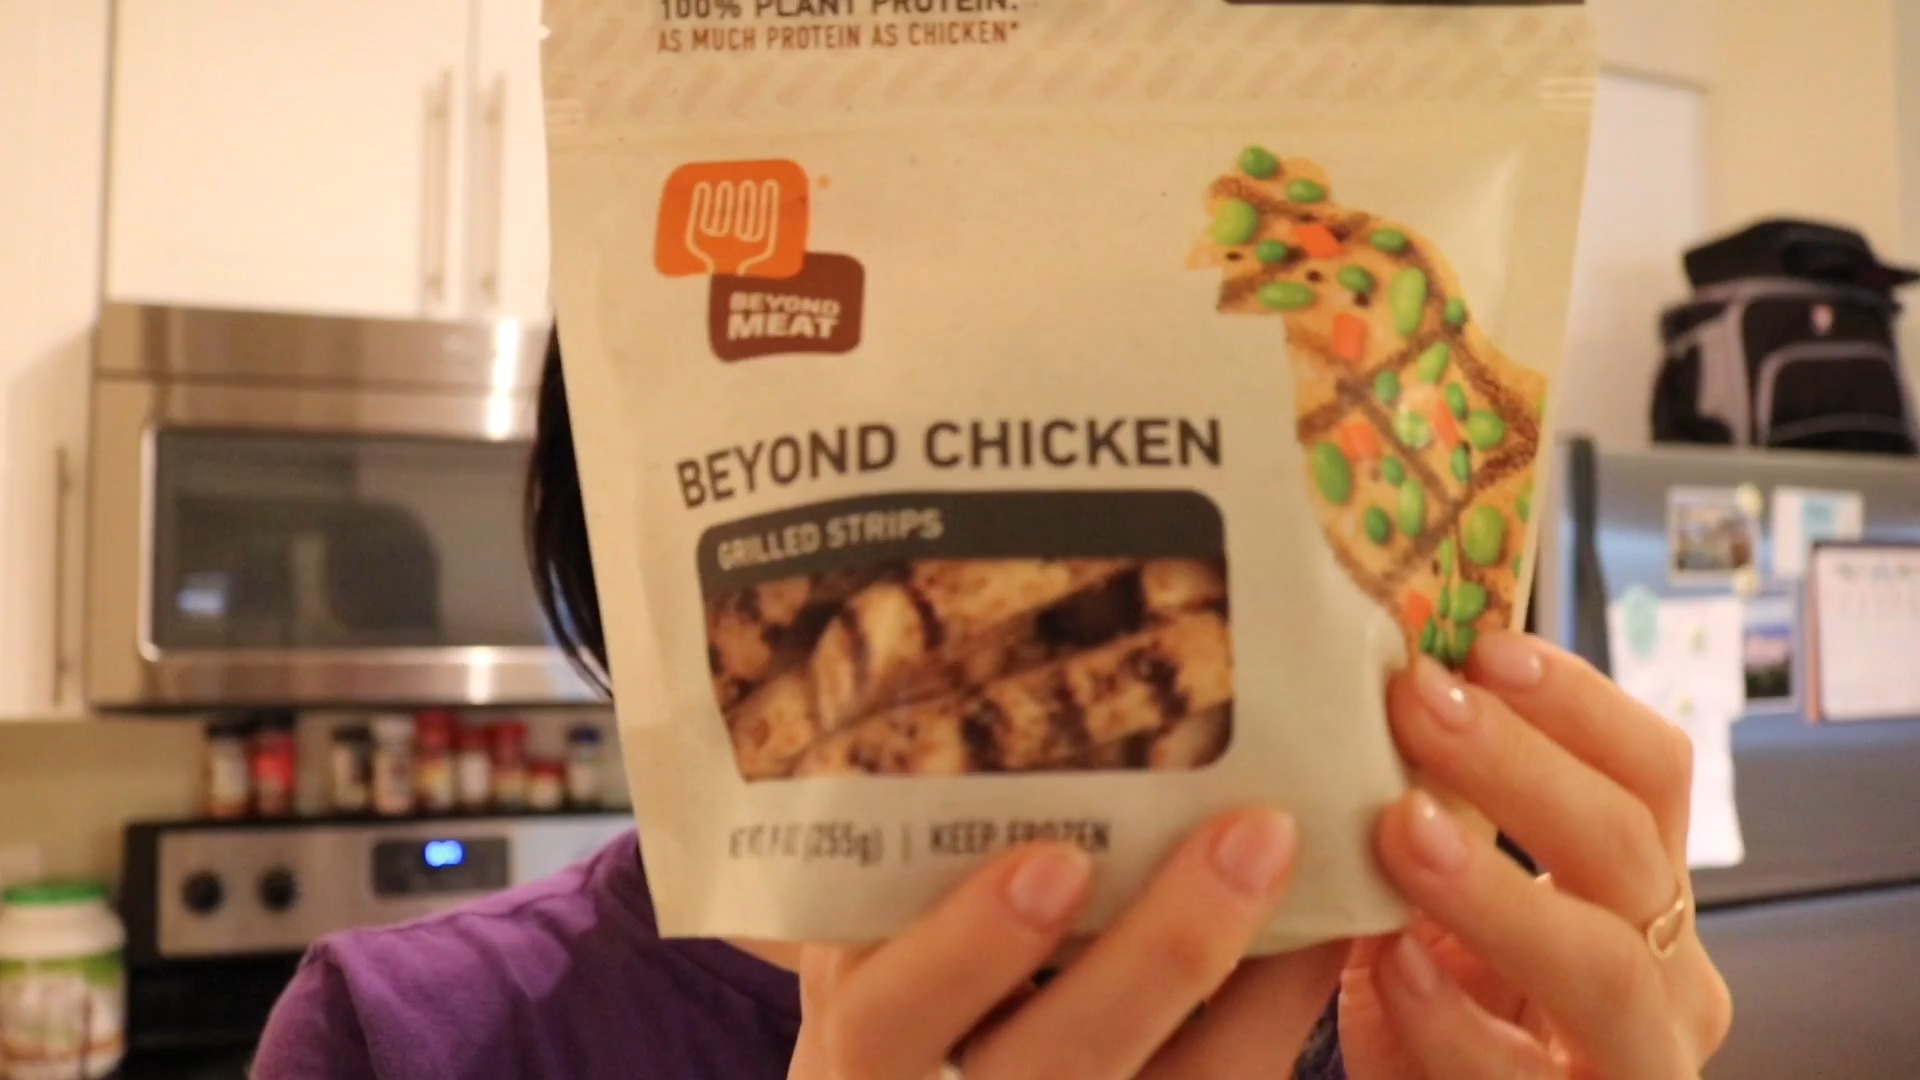 100% PLANT PROTEIN.
AS MUCH PROTEIN AS CHICKEN*
BEYOND
MEAT
BEYOND CHICKEN
GRILLED STRIPS
(255g) | KEEP FROZEN